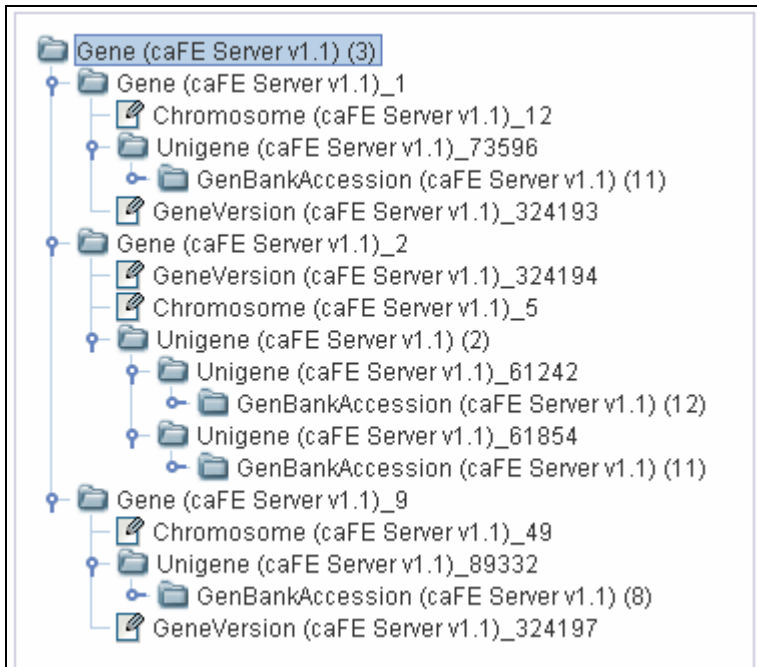 Gene (caFE Server v1.1) (3)
Gene (caFE Server v1.1)_1
Chromosome (caFE Server v1.1)_12
Unigene (caFE Server v1.1)_73596
GenBankAccession (caFE Server v1.1) (11)
GeneVersion (caFE Server v1.1)_324193
Gene (caFE Server v1.1)_2
GeneVersion (caFE Server v1.1)_324194
Chromosome (caFE Server v1.1)_5
Unigene (caFE Server v1.1) (2)
Unigene (caFE Server v1.1)_61242
GenBankAccession (caFE Server v1.1) (12)
Unigene (caFE Server v1.1)_61854
GenBankAccession (caFE Server v1.1) (11)
Gene (caFE Server v1.1)_9
Chromosome (caFE Server v1.1)_49
Unigene (caFE Server v1.1)_89332
GenBankAccession (caFE Server v1.1) (8)
GeneVersion (caFE Server v1.1)_324197